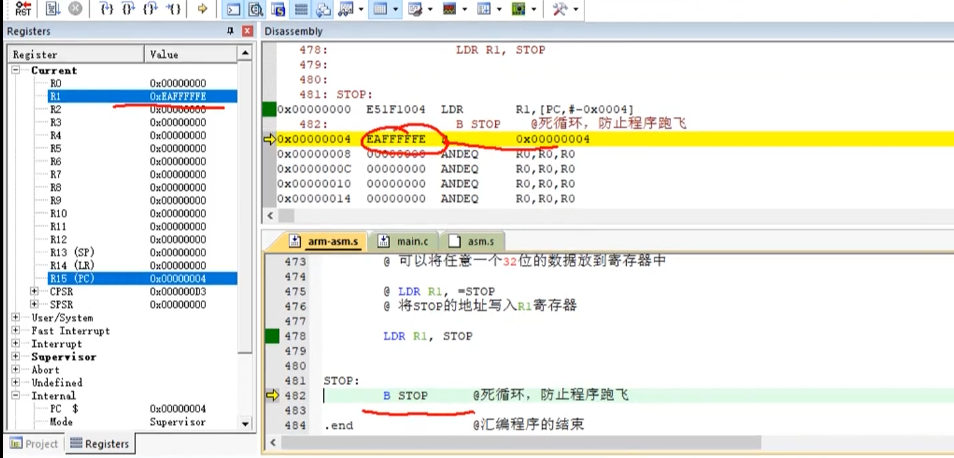 RST
Registers
Register Value
Current
R0 0x00000000
R1 0xEAFFFFFE
R2 0x00000000
R3 0x00000000
R4 0x00000000
R5 0x00000000
R6 0x00000000
R7 0x00000000
R8 0x00000000
R9 0x00000000
R10 0x00000000
R11 0x00000000
R12 0x00000000
R13 (SP) 0x00000000
R14 (LR) 0x00000000
R15 (PC) 0x00000004
CPSR 0x000000D3
SPSR 0x00000000
User/System
Fast Interrupt
Interrupt
Supervisor
Abort
Undefined
Internal
PC $ 0x00000004
Mode Supervisor
Project Registers
Disassembly
478: LDR R1, STOP
479:
480:
481: STOP:
0x00000000 E51F1004 LDR R1,[PC,#-0x0004]
482: B STOP @死循环，防止程序跑飞
0x00000004 EAFFFFFE 0x00000004
0x00000008 00000000 ANDEQ R0,R0,R0
0x0000000C 00000000 ANDEQ R0,R0,R0
0x00000010 00000000 ANDEQ R0,R0,R0
0x00000014 00000000 ANDEQ R0,R0,R0
arm-asm.s main.c asm.s
473 @ 可以将任意一个32位的数据放到寄存器中
474
475 @ LDR R1, =STOP
476 @ 将STOP的地址写入R1寄存器
477
478 LDR R1, STOP
479
480
481 STOP:
482 B STOP @死循环，防止程序跑飞
483
484 .end @汇编程序的结束